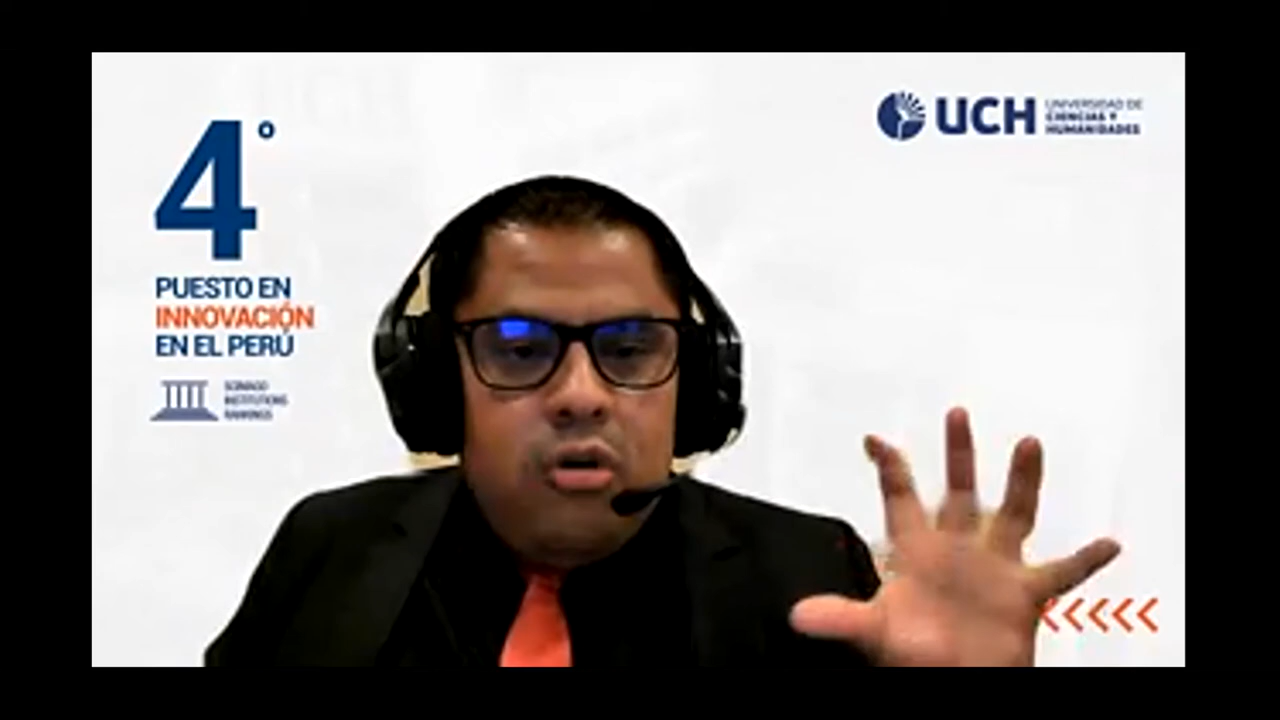 4°
PUESTO EN
INNOVACIÓN
EN EL PERÚ
SCIMAGO
INSTITUTIONS
RANKINGS
UCH
UNIVERSIDAD DE
CIENCIAS Y
HUMANIDADES